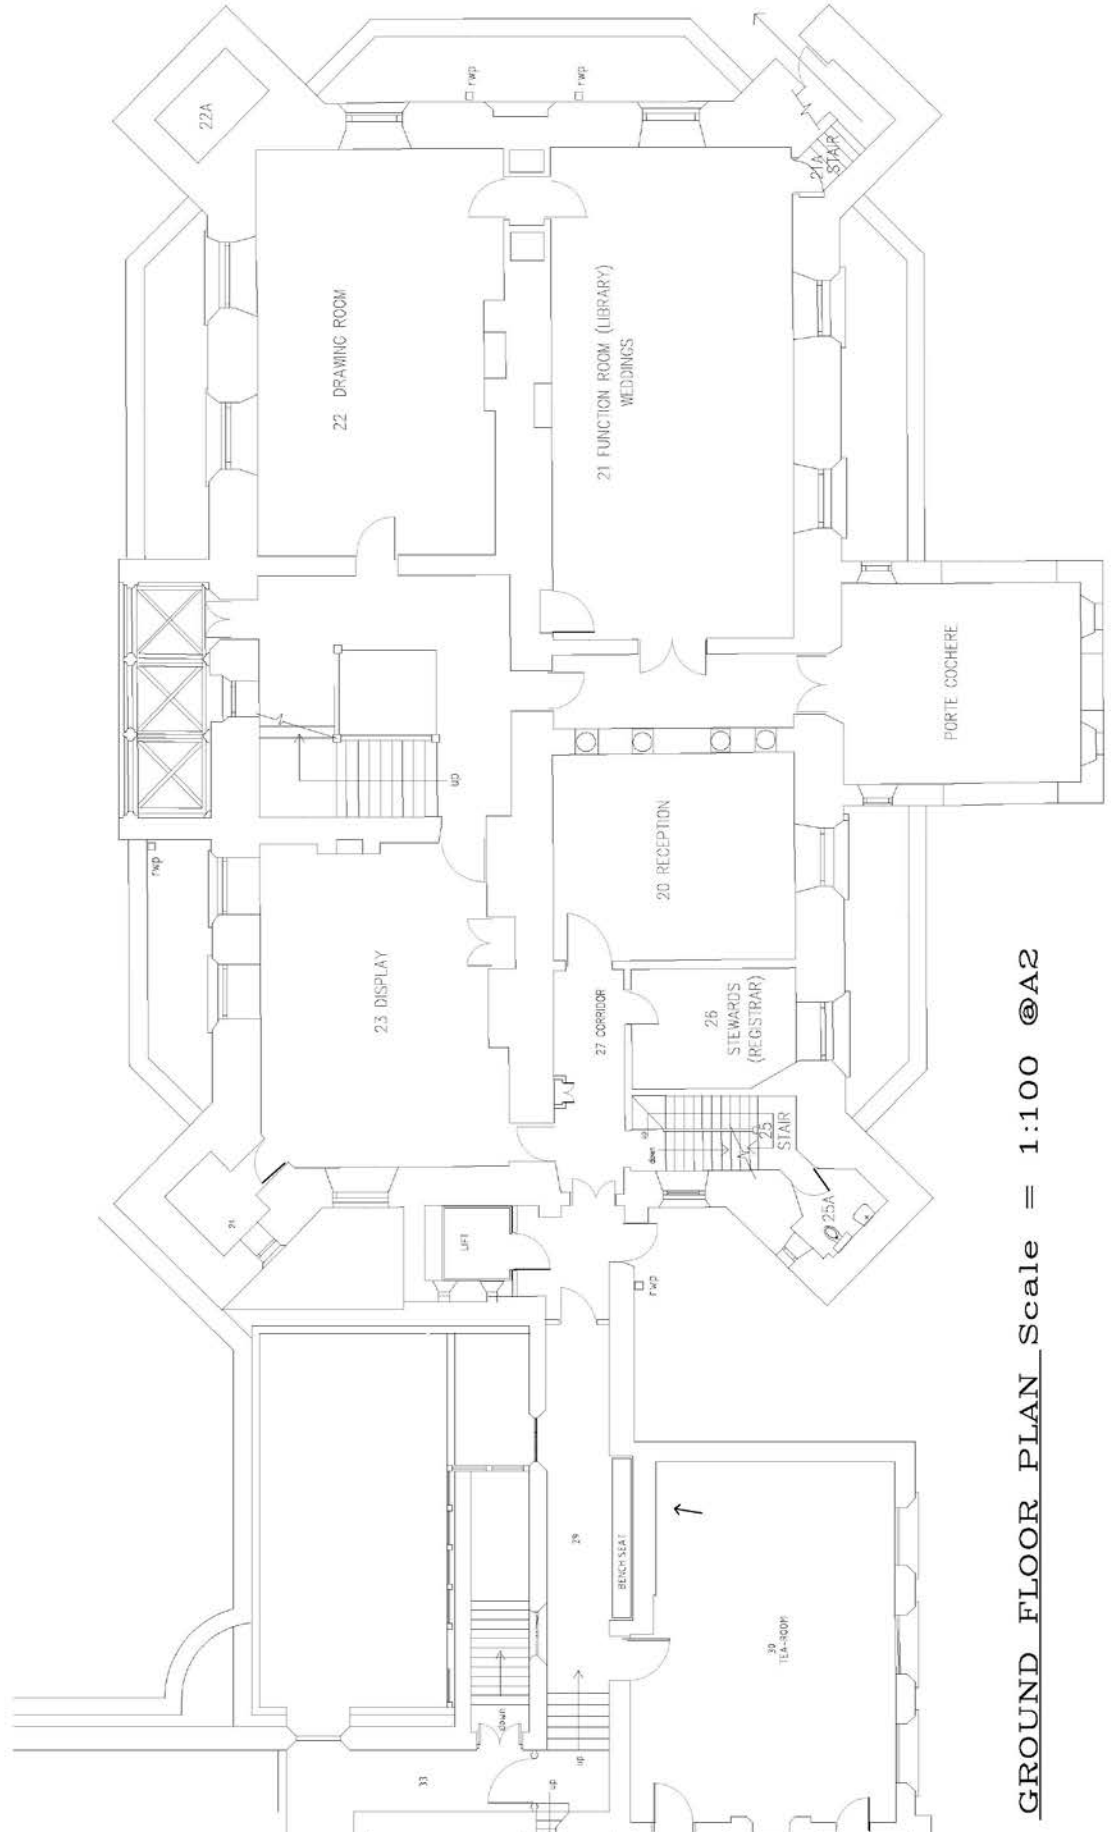 rwp
22A
22 DRAWING ROOM
23 DISPLAY
33
up
LIFT
rwp
down
up
29
up
rwp
27 CORRIDOR
21 FUNCTION ROOM (LIBRARY)
WEDDINGS
BENCH SEAT
up
down
rwp
20 RECEPTION
26
STEWARDS
(REGISTRAR)
25
STAIR
30
TEA-ROOM
21A
STAIR
25A
PORTE COCHERE
GROUND FLOOR PLAN Scale = 1:100 @A2